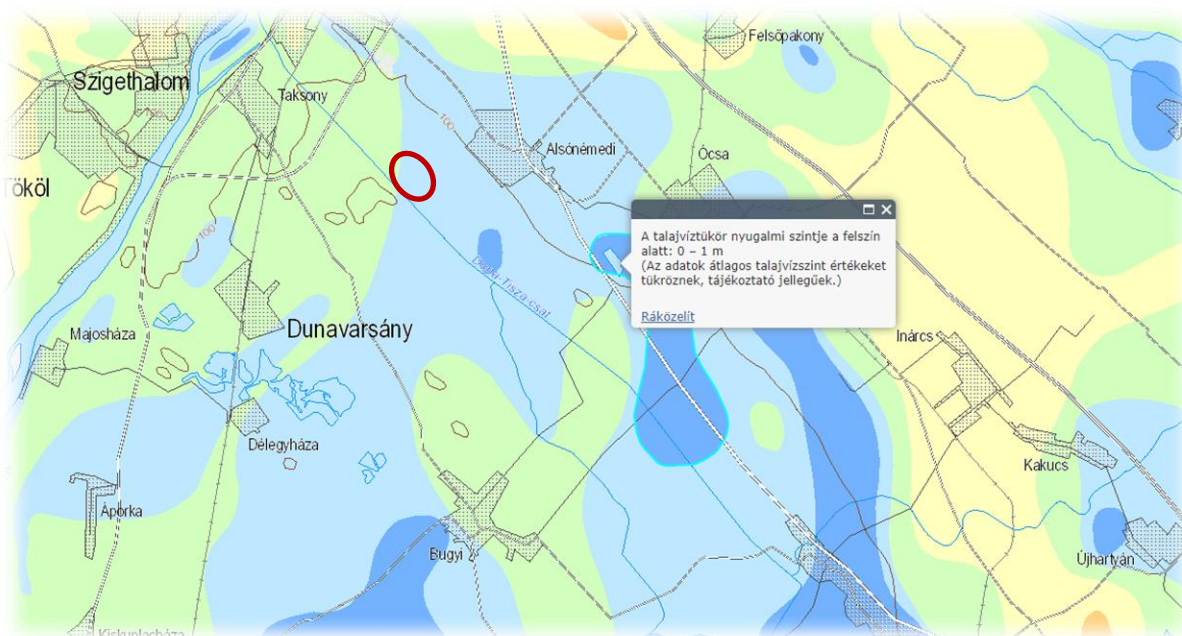 Felsőpakony
Szigethalom
Taksony
100
100
Alsónémedi
Ócsa
Tököl
100
A talajvíztükör nyugalmi szintje a felszín
alatt: 0 – 1 m
(Az adatok átlagos talajvízszint értékeket
tükröznek, tájékoztató jellegűek.)
Ráközelít
Duna-Tisza-csat
Majosháza
Dunavarsány
Inárcs
Délegyháza
Kakucs
Áporka
Bugyi
Újhartyán
Kiskunlacháza